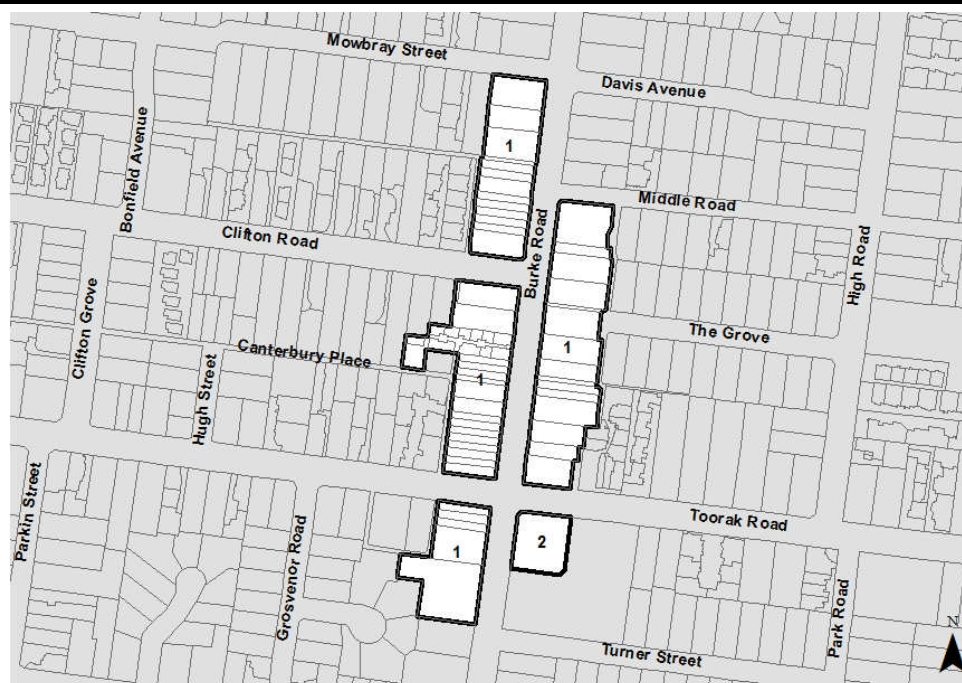 Mowbray Street
Davis Avenue
Bonfield Avenue
1
Middle Road
Clifton Road
Burke Road
High Road
The Grove
Clifton Grove
Canterbury Place
1
1
Hugh Street
Toorak Road
Parkin Street
Grosvenor Road
1
2
Park Road
N
Turner Street